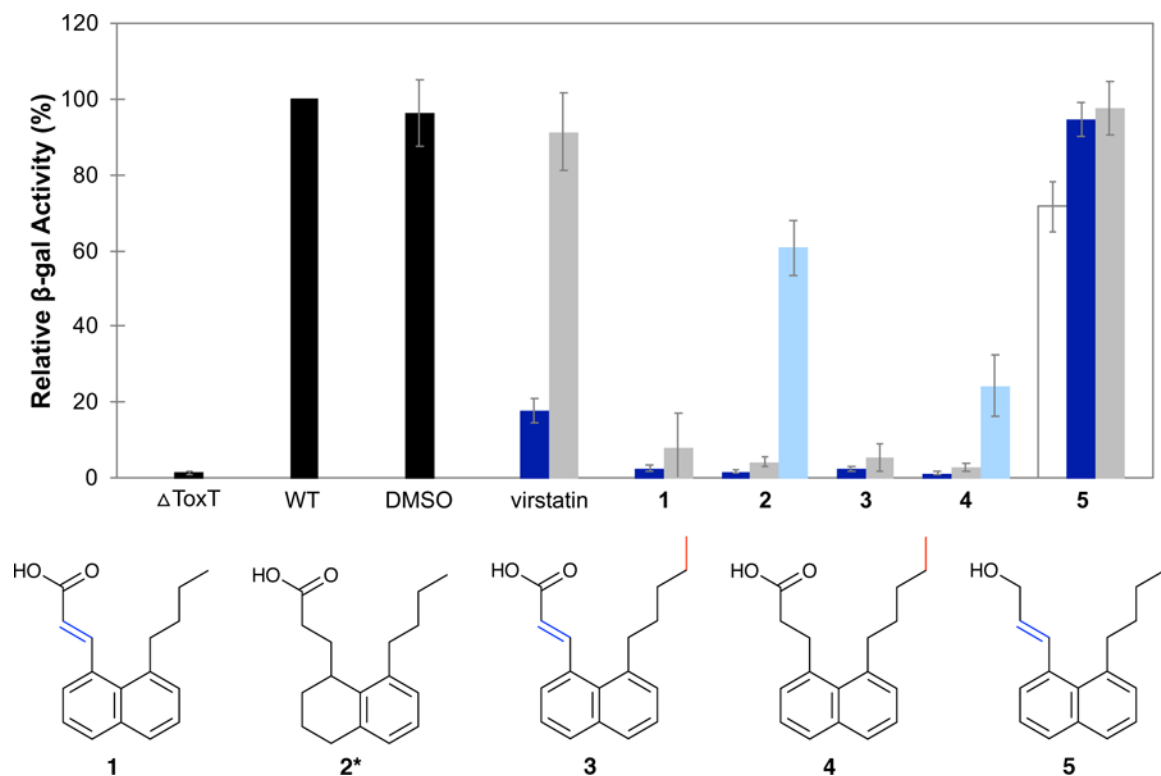 Relative β-gal Activity (%)
120
100
80
60
40
20
0
△ToxT WT DMSO virstatin 1 2 3 4 5
HO O HO O HO O HO O HO
1 2* 3 4 5